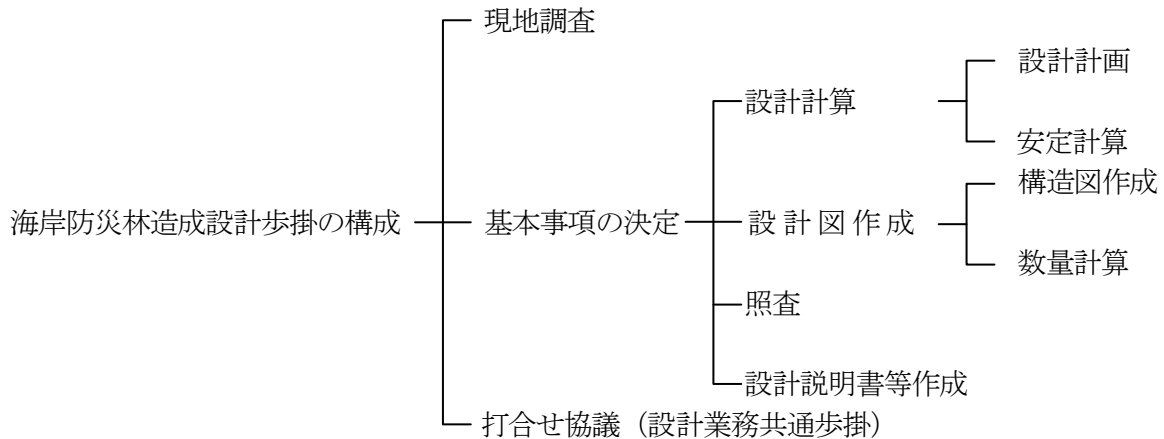 現地調査
設計計画
設計計算
安定計算
構造図作成
海岸防災林造成設計歩掛の構成
基本事項の決定
設計図作成
数量計算
照査
設計説明書等作成
打合せ協議（設計業務共通歩掛）